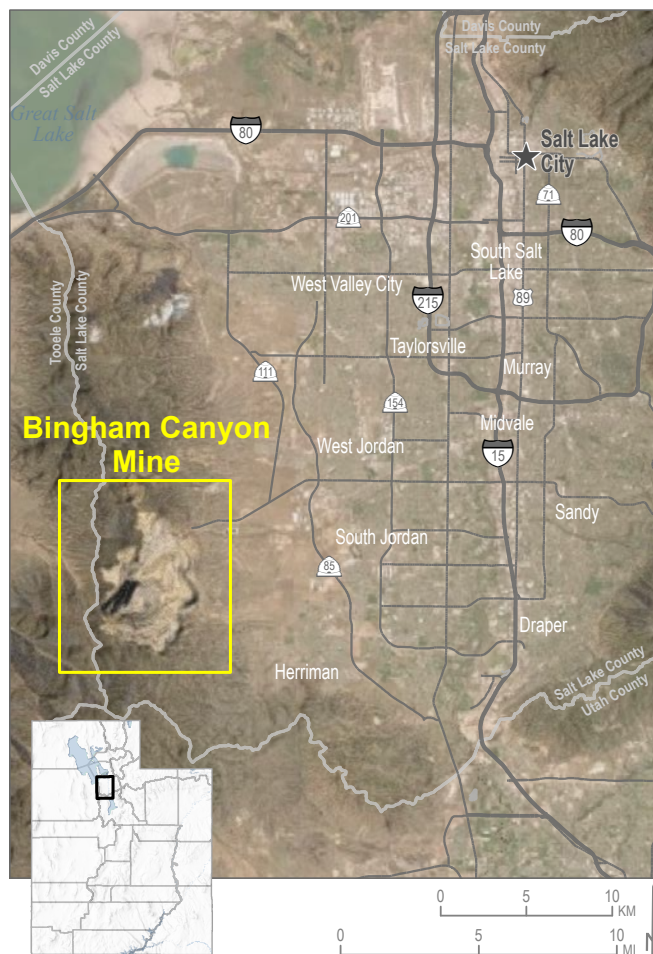 Davis County
Salt Lake County
Davis County
Salt Lake County
Great Salt
Lake
80
Salt Lake
City
71
201
80
South Salt
Lake
West Valley City
215
89
Tooele County
Salt Lake County
Taylorsville
Murray
111
154
Bingham Canyon
Mine
Midvale
West Jordan
15
Sandy
South Jordan
85
Draper
Herriman
Salt Lake County
Utah County
0
5
10
KM
0
5
10
MI
N